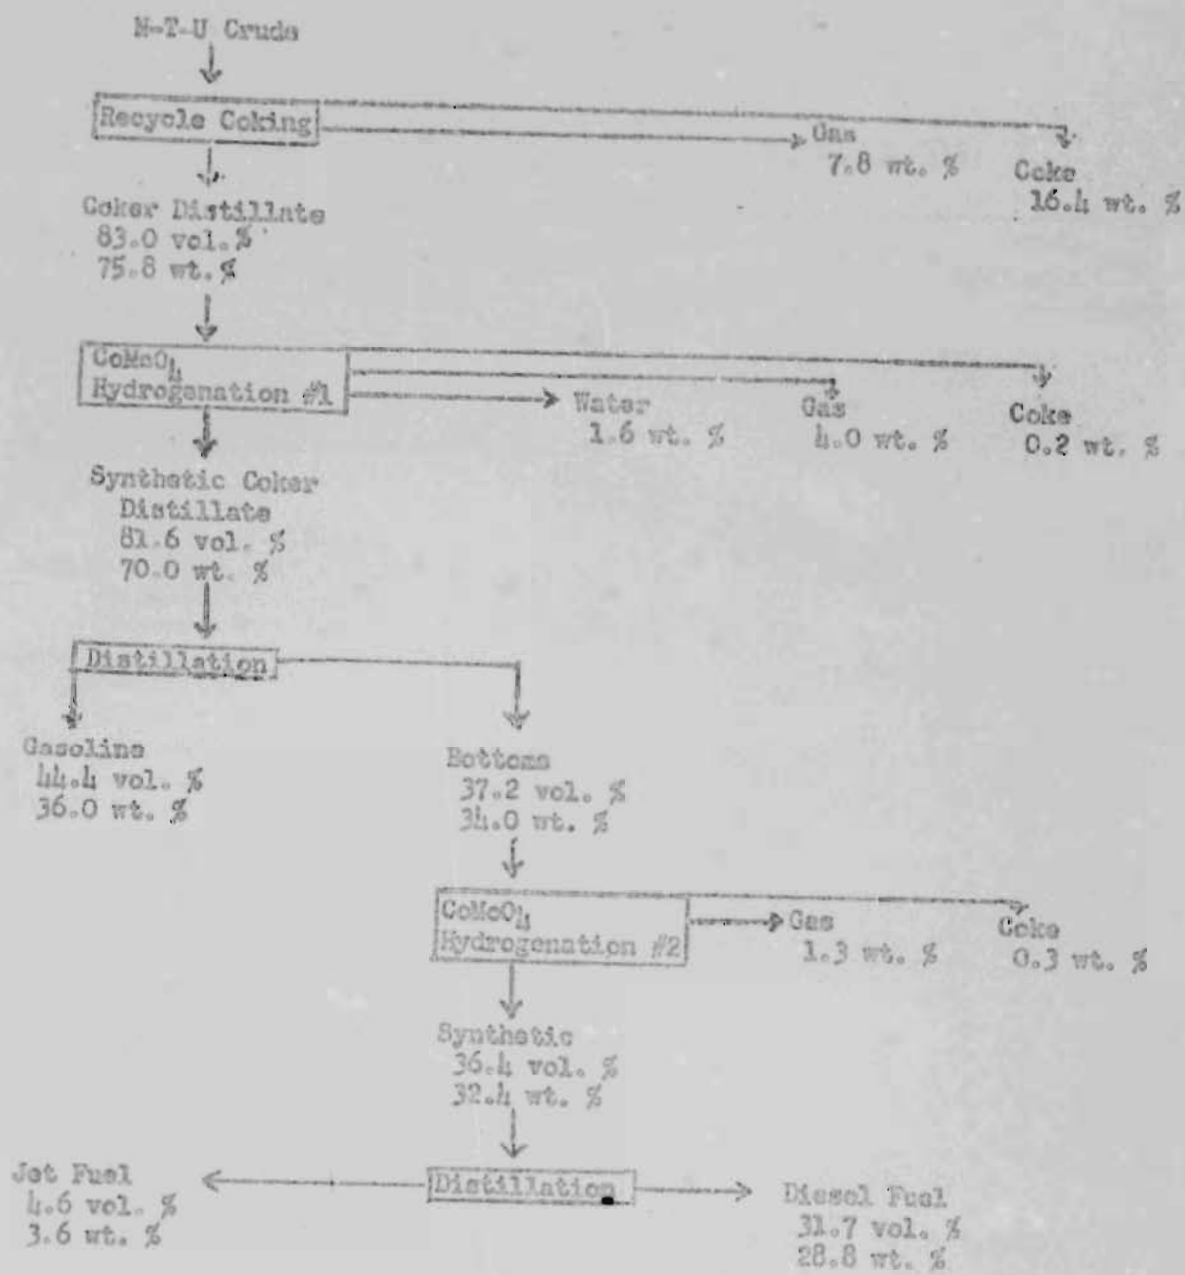 N-T-U Crude
Recycle Coking
Gas
7.8 wt. %
Coke
16.4 wt. %
Coker Distillate
83.0 vol.%
75.8 wt.%
CoMoO4
Hydrogenation #1
Water
1.6 wt. %
Gas
4.0 wt. %
Coke
0.2 wt. %
Synthetic Coker
Distillate
81.6 vol. %
70.0 wt. %
Distillation
Gasoline
44.4 vol. %
36.0 wt. %
Bottoms
37.2 vol. %
34.0 wt. %
CoMoO4
Hydrogenation #2
Gas
1.3 wt. %
Coke
0.3 wt. %
Synthetic
36.4 vol. %
32.4 wt. %
Distillation
Jet Fuel
4.6 vol. %
3.6 wt. %
Diesel Fuel
31.7 vol. %
28.8 wt. %